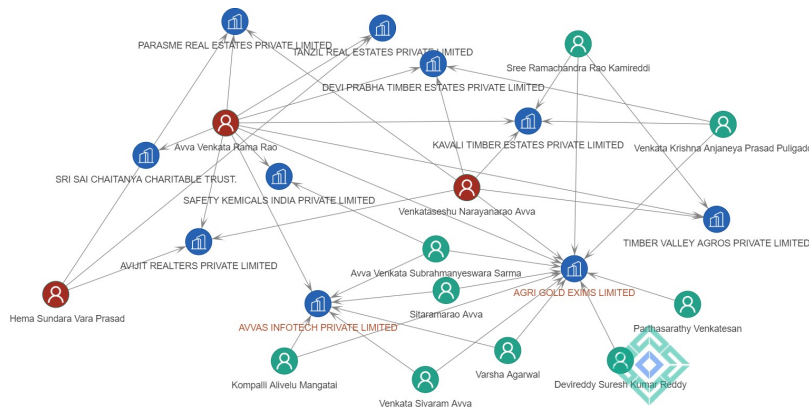 PARASME REAL ESTATES PRIVATE LIMITED
TANZIL REAL ESTATES PRIVATE LIMITED
Sree Ramachandra Rao Kamireddi
DEVI PRABHA TIMBER ESTATES PRIVATE LIMITED
Avva Venkata Rama Rao
KAVALI TIMBER ESTATES PRIVATE LIMITED
Venkata Krishna Anjaneya Prasad Puligadd
SRI SAI CHAITANYA CHARITABLE TRUST.
SAFETY KEMICALS INDIA PRIVATE LIMITED
Venkataseshu Narayanarao Avva
TIMBER VALLEY AGROS PRIVATE LIMITED
AVIJIT REALTERS PRIVATE LIMITED
Avva Venkata Subrahmanyeswara Sarma
AGRI GOLD EXIMS LIMITED
Hema Sundara Vara Prasad
Sitaramarao Avva
AVVAS INFOTECH PRIVATE LIMITED
Parthasarathy Venkatesan
Kompalli Alivelu Mangatai
Varsha Agarwal
Devireddy Suresh Kumar Reddy
Venkata Sivaram Avva